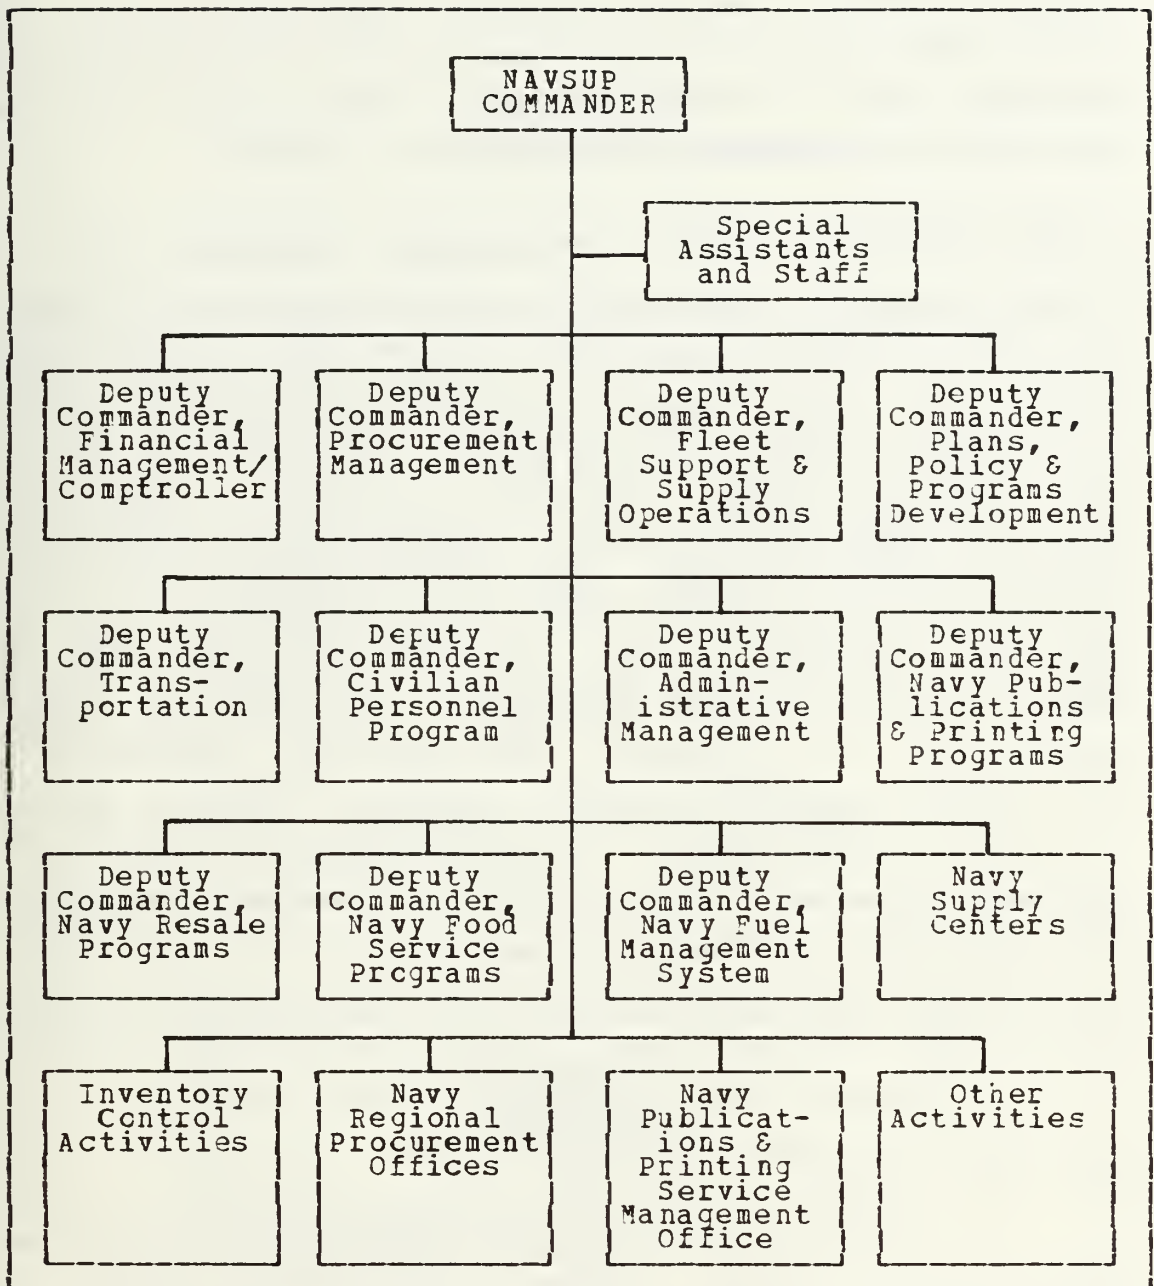 NAVSUP
COMMANDER
Special
Assistants
and Staff
Deputy
Commander,
Financial
Management/
Comptroller
Deputy
Commander,
Procurement
Management
Deputy
Commander,
Fleet
Support &
Supply
Operations
Deputy
Commander,
Plans,
Policy &
Programs
Development
Deputy
Commander,
Trans-
portation
Deputy
Commander,
Civilian
Personnel
Program
Deputy
Commander,
Admin-
istrative
Management
Deputy
Commander,
Navy Pub-
lications
& Printing
Programs
Deputy
Commander,
Navy Resale
Programs
Deputy
Commander,
Navy Food
Service
Programs
Deputy
Commander,
Navy Fuel
Management
System
Navy
Supply
Centers
Inventory
Control
Activities
Navy
Regional
Procurement
Offices
Navy
Publicat-
ions &
Printing
Service
Management
Office
Other
Activities